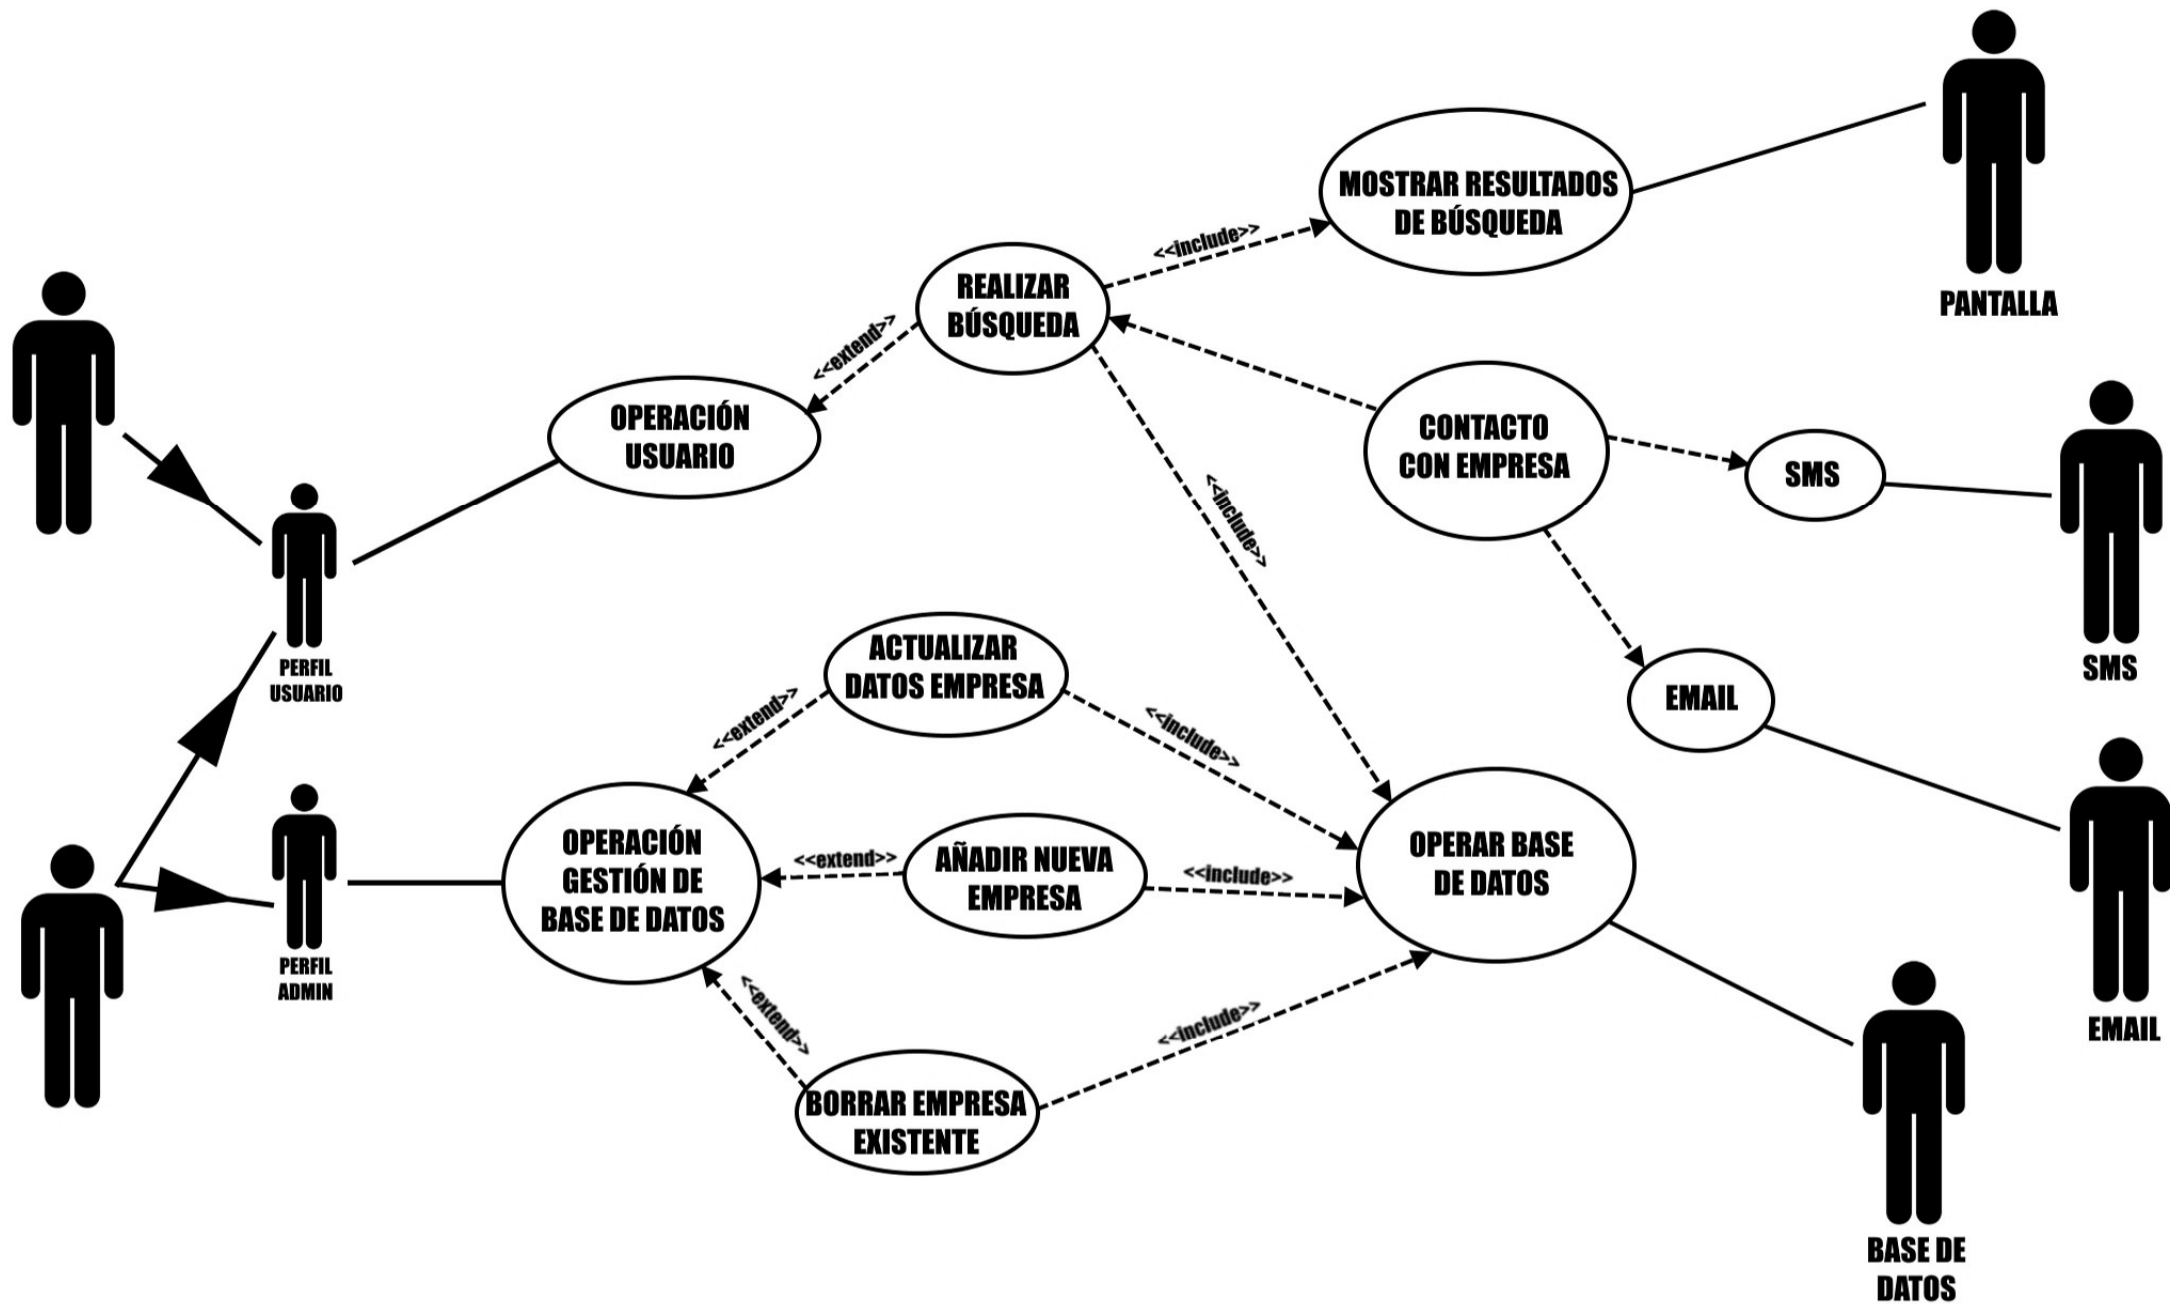 MOSTRAR RESULTADOS
DE BÚSQUEDA
<<include>>
REALIZAR
BÚSQUEDA
PANTALLA
<<extend>>
OPERACIÓN
USUARIO
CONTACTO
CON EMPRESA
SMS
<<include>>
SMS
PERFIL
USUARIO
ACTUALIZAR
DATOS EMPRESA
<<extend>>
<<include>>
EMAIL
OPERACIÓN
GESTIÓN DE
BASE DE DATOS
<<extend>>
AÑADIR NUEVA
EMPRESA
<<include>>
OPERAR BASE
DE DATOS
PERFIL
ADMIN
<<extend>>
<<include>>
EMAIL
BORRAR EMPRESA
EXISTENTE
BASE DE
DATOS